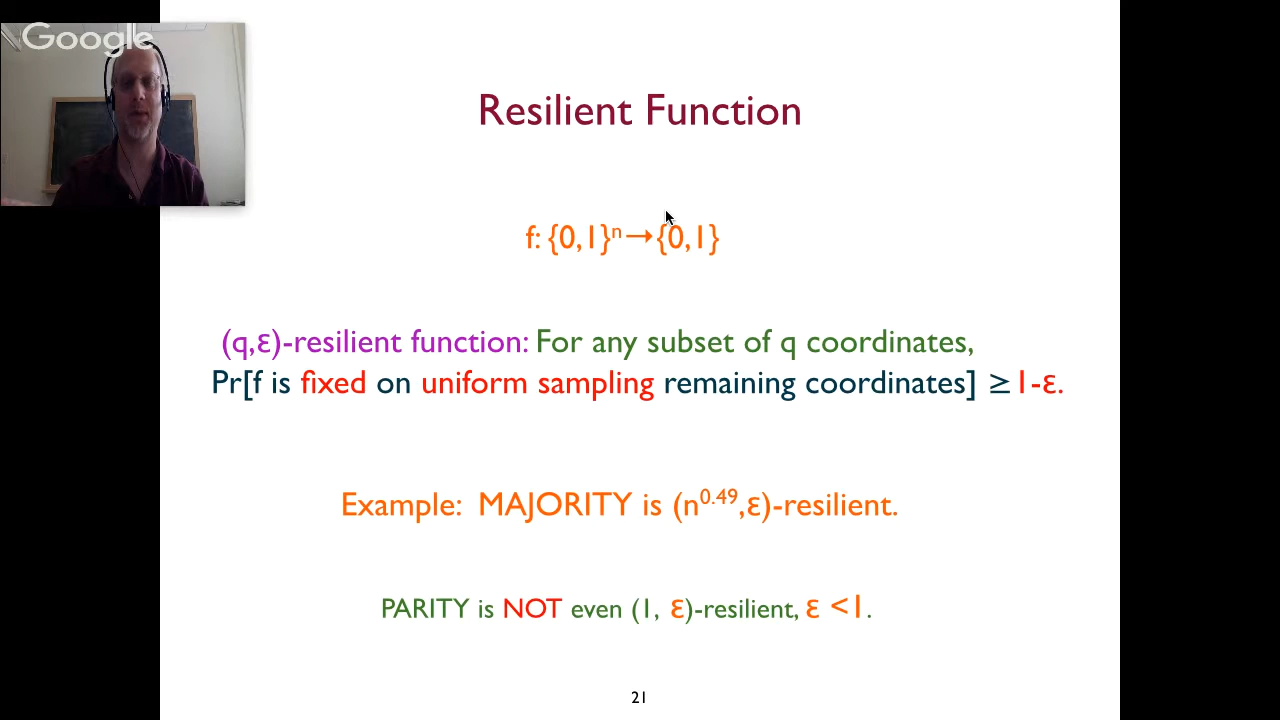 Google
Resilient Function
f: {0,1}ⁿ→{0,1}
(q,ε)-resilient function: For any subset of q coordinates,
Pr[f is fixed on uniform sampling remaining coordinates] ≥1-ε.
Example: MAJORITY is (n^0.49,ε)-resilient.
PARITY is NOT even (1, ε)-resilient, ε <1.
21